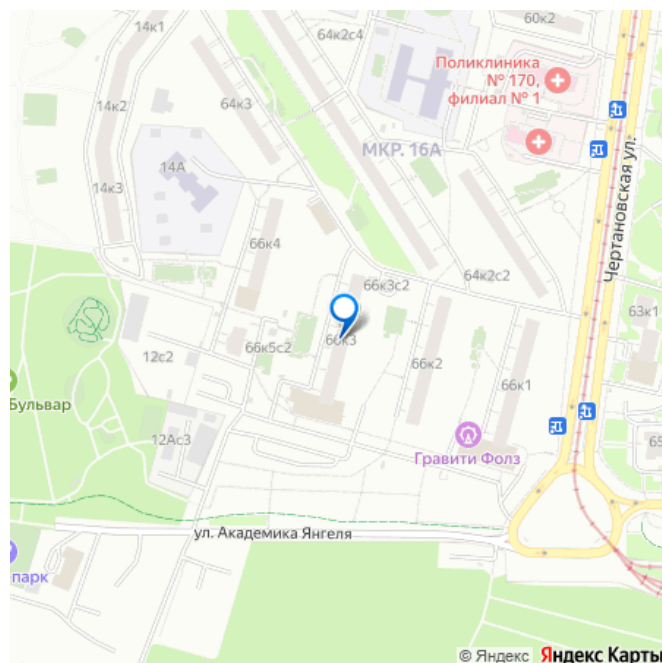 14к1
64к2с4
60к2
Поликлиника
№ 170,
филиал № 1
14к2
64к3
МКР. 16А
14А
14к3
Чертановская ул.
66к4
64к2с2
66к3с2
63к1
66к5с2
66к3
66к2
12с2
66к1
Бульвар
12Ас3
Гравити Фолз
65
ул. Академика Янгеля
парк
© Яндекс Яндекс Карты